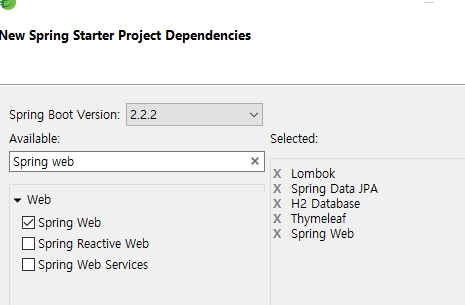 New Spring Starter Project Dependencies
Spring Boot Version: 2.2.2
Available:
Selected:
Spring web
Web
Spring Web
Spring Reactive Web
Spring Web Services
X Lombok
X Spring Data JPA
X H2 Database
X Thymeleaf
X Spring Web